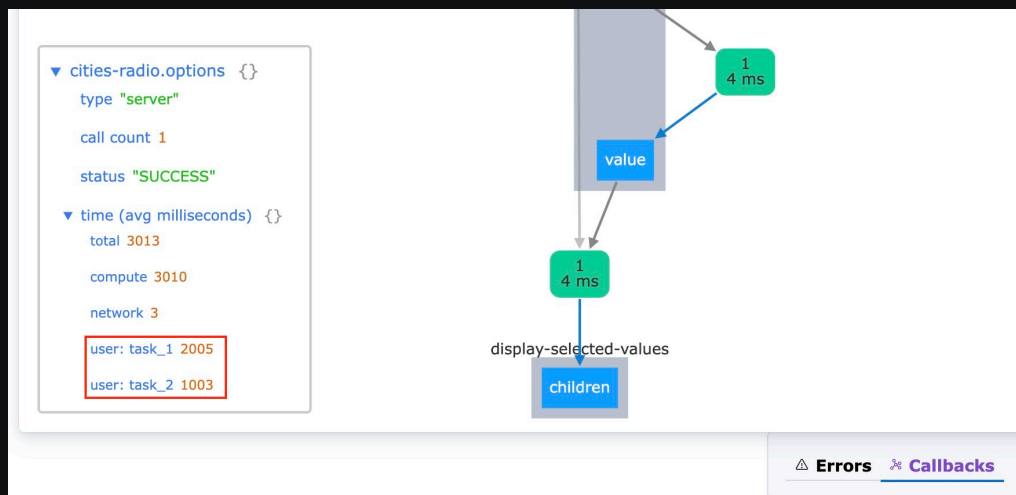 ▼ cities-radio.options {}
type "server"
call count 1
status "SUCCESS"
▼ time (avg milliseconds) {}
total 3013
compute 3010
network 3
user: task_1 2005
user: task_2 1003
1
4 ms
value
1
4 ms
display-selected-values
children
Errors Callbacks